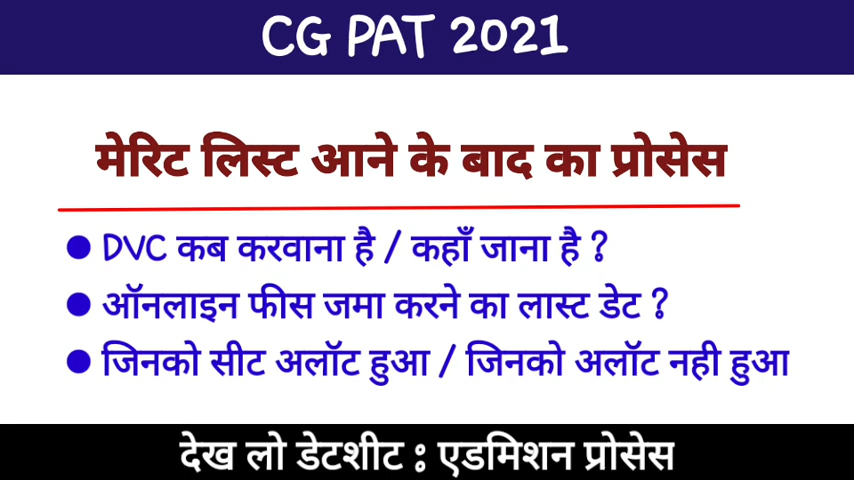 CG PAT 2021
मेरिट लिस्ट आने के बाद का प्रोसेस
● DVC कब करवाना है / कहाँ जाना है ?
● ऑनलाइन फीस जमा करने का लास्ट डेट ?
● जिनको सीट अलॉट हुआ / जिनको अलॉट नही हुआ
देख लो डेटशीट : एडमिशन प्रोसेस